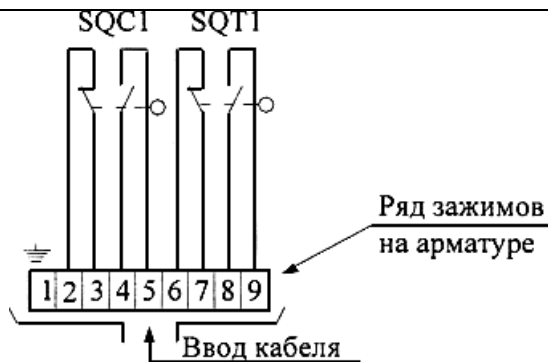 SQC1 SQT1
Ряд зажимов
на арматуре
1 2 3 4 5 6 7 8 9
Ввод кабеля